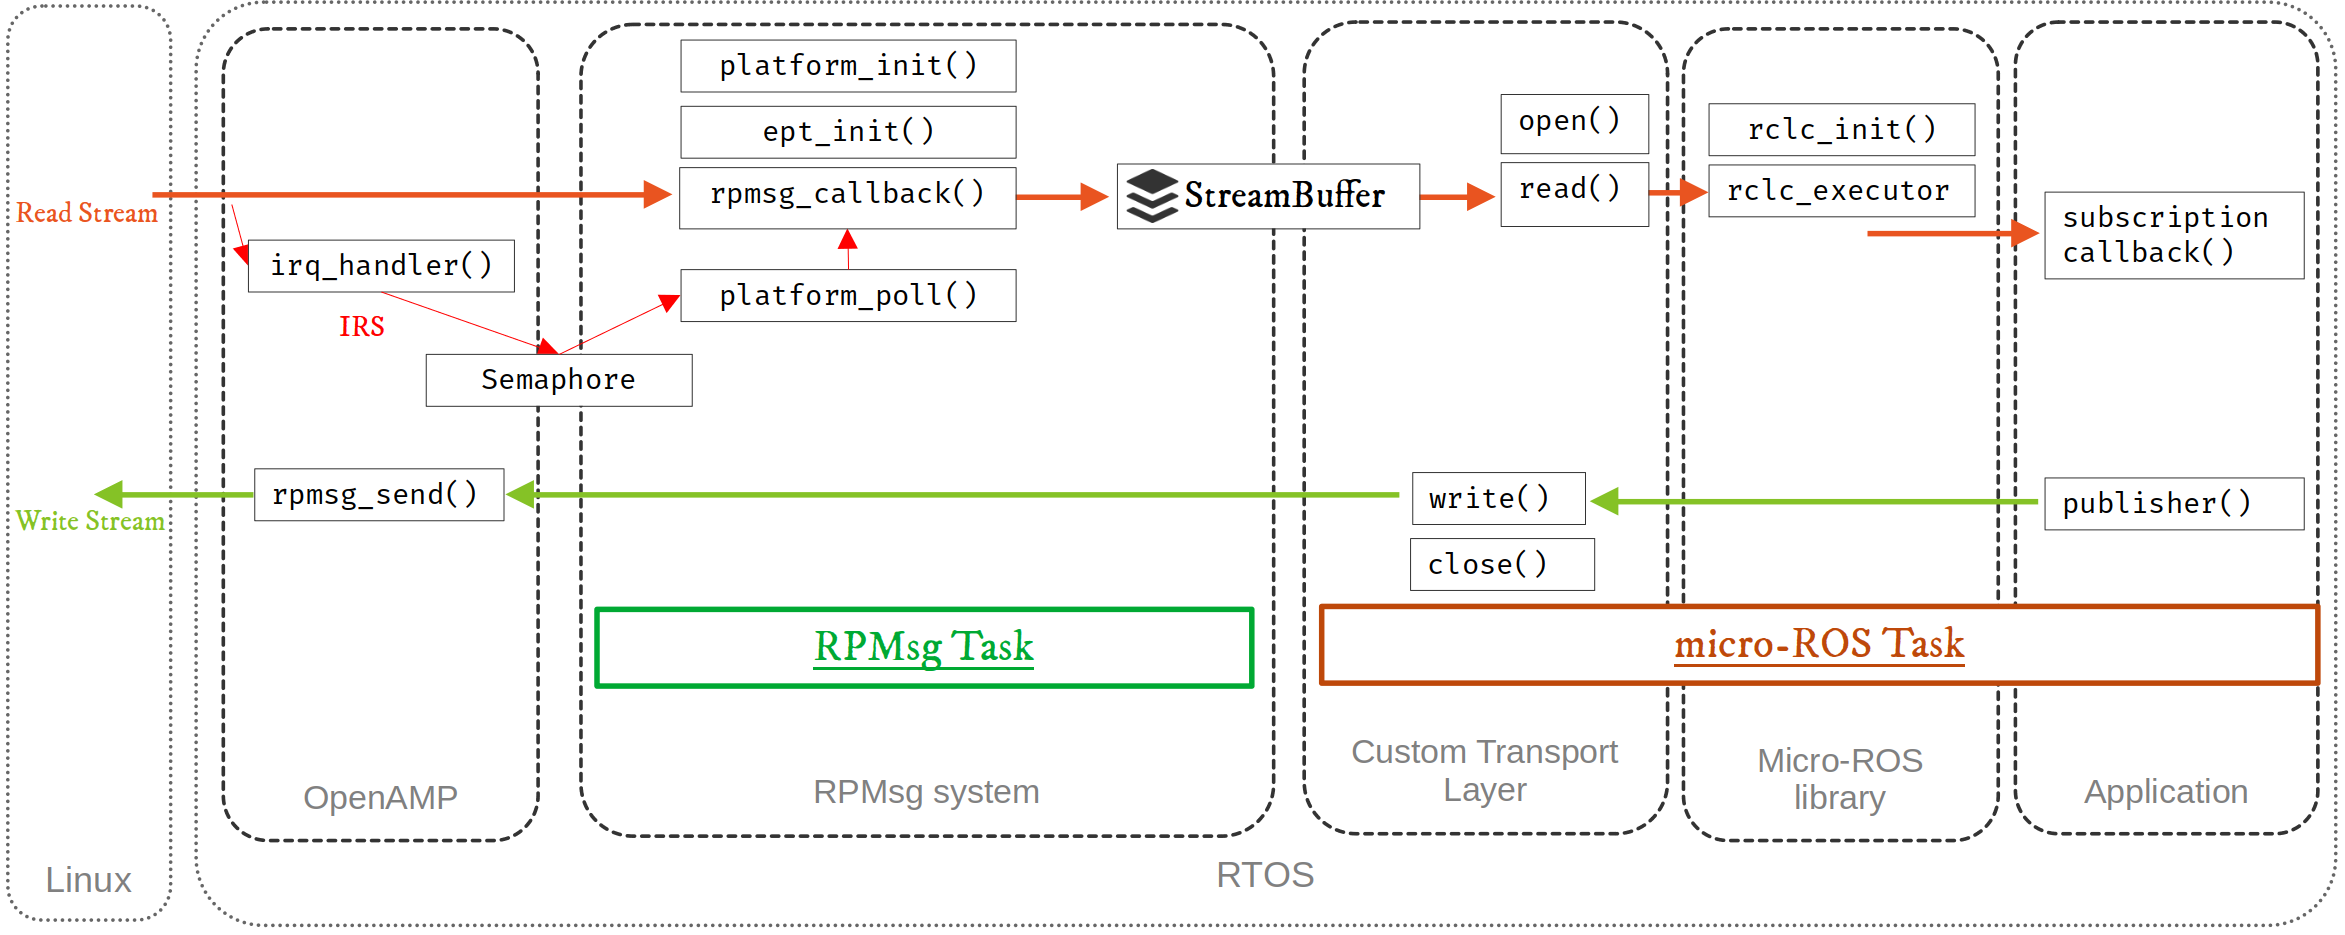 platform_init()
ept_init()
open()
rclc_init()
Read Stream
rpmsg_callback()
StreamBuffer
read()
rclc_executor
subscription
callback()
irq_handler()
platform_poll()
IRS
Semaphore
Write Stream
rpmsg_send()
write()
publisher()
close()
RPMsg Task
micro-ROS Task
OpenAMP
RPMsg system
Custom Transport
Layer
Micro-ROS
library
Application
Linux
RTOS